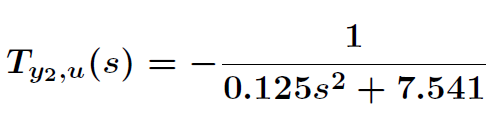 T_{y2,u}(s) = -\frac{1}{0.125s^2 + 7.541}